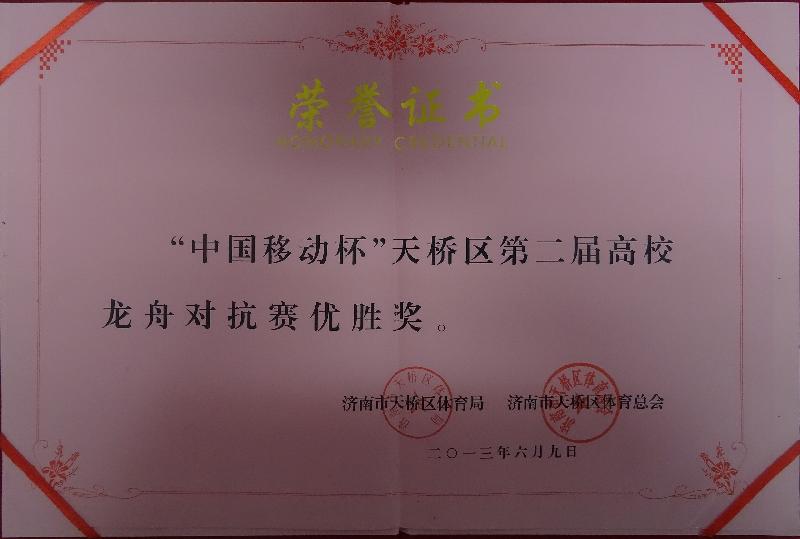 荣誉证书
HONORARY CREDENTIAL
“中国移动杯”天桥区第二届高校
龙舟对抗赛优胜奖。
济南市天桥区体育局 济南市天桥区体育总会
二〇一三年六月九日